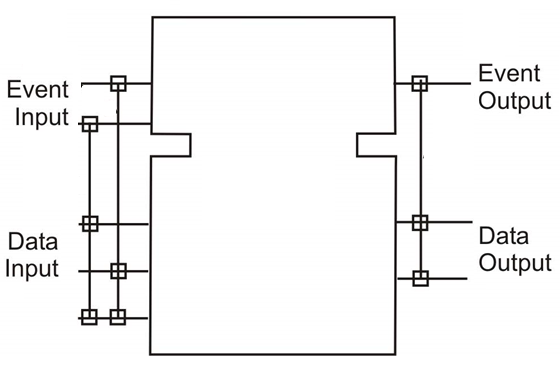 Event
Input
Event
Output
Data
Input
Data
Output